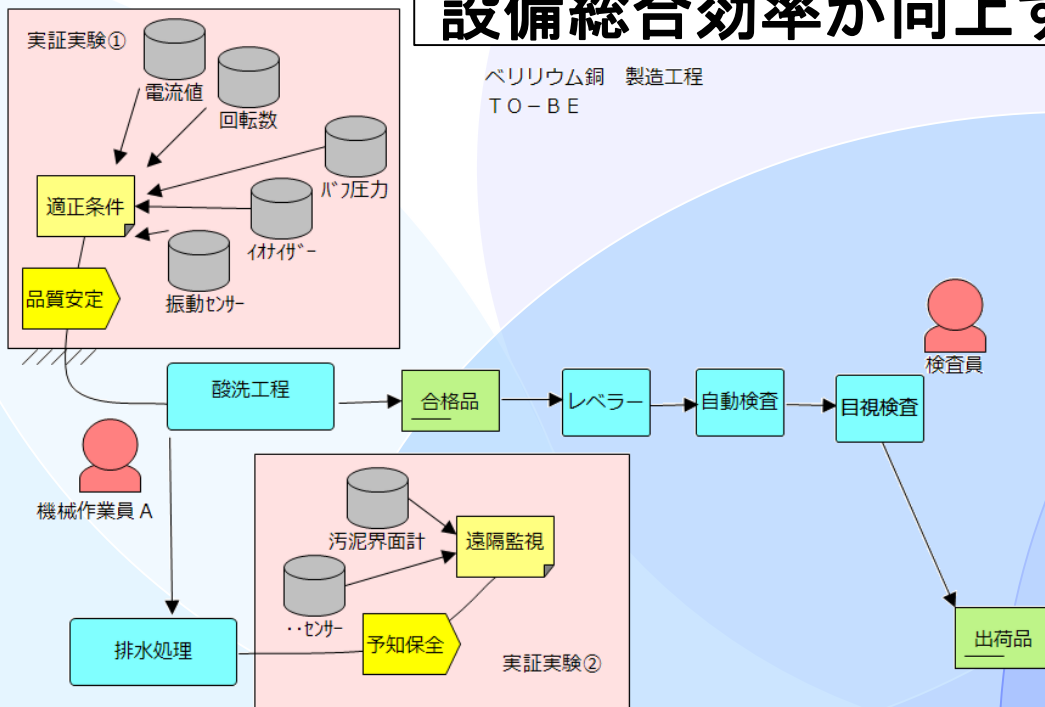 設備総合効率が向上す
実証実験①
ベリリウム銅　製造工程
ＴＯ－ＢＥ
電流値
回転数
ﾊﾞﾌ圧力
適正条件
ｲｵﾅｲｻﾞｰ
振動ｾﾝｻｰ
品質安定
検査員
酸洗工程
合格品
レベラー
自動検査
目視検査
機械作業員Ａ
汚泥界面計
遠隔監視
・・ｾﾝｻｰ
予知保全
排水処理
実証実験②
出荷品